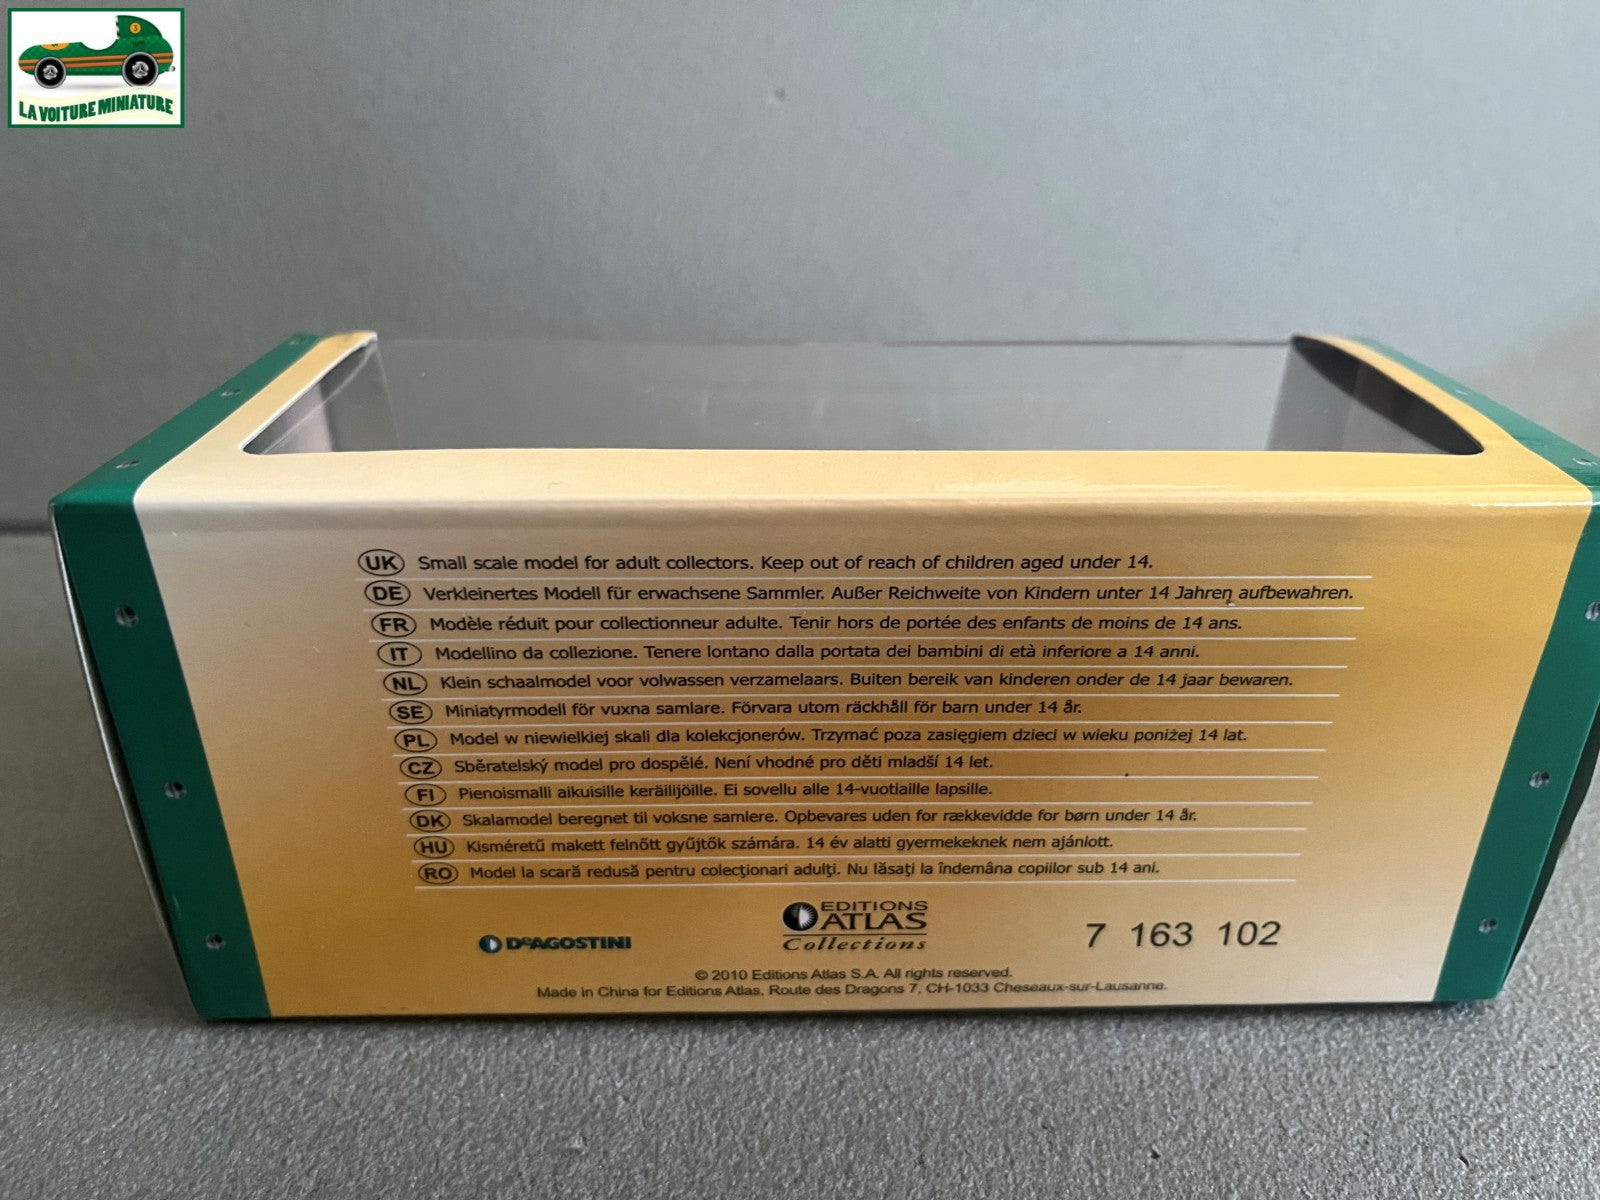 LA VOITURE MINIATURE
UK Small scale model for adult collectors. Keep out of reach of children aged under 14.
DE Verkleinertes Modell für erwachsene Sammler. Außer Reichweite von Kindern unter 14 Jahren aufbewahren.
FR Modèle réduit pour collectionneur adulte. Tenir hors de portée des enfants de moins de 14 ans.
IT Modellino da collezione. Tenere lontano dalla portata dei bambini di età inferiore a 14 anni.
NL Klein schaalmodel voor volwassen verzamelaars. Buiten bereik van kinderen onder de 14 jaar bewaren.
SE Miniatyrmodell för vuxna samlare. Förvara utom räckhåll för barn under 14 år.
PL Model w niewielkiej skali dla kolekcjonerów. Trzymać poza zasięgiem dzieci w wieku poniżej 14 lat.
CZ Sběratelský model pro dospělé. Není vhodné pro děti mladší 14 let.
FI Pienoismalli aikuisille keräilijöille. Ei sovellu alle 14-vuotiaille lapsille.
DK Skalamodel beregnet til voksne samlere. Opbevares uden for rækkevidde for børn under 14 år.
HU Kisméretű makett felnőtt gyűjtők számára. 14 év alatti gyermekeknek nem ajánlott.
RO Model la scară redusă pentru colecţionari adulţi. Nu lăsaţi la îndemâna copiilor sub 14 ani.
DeAGOSTINI
EDITIONS
ATLAS
Collections
7 163 102
© 2010 Editions Atlas S.A. All rights reserved.
Made in China for Editions Atlas, Route des Dragons 7, CH-1033 Cheseaux-sur-Lausanne.